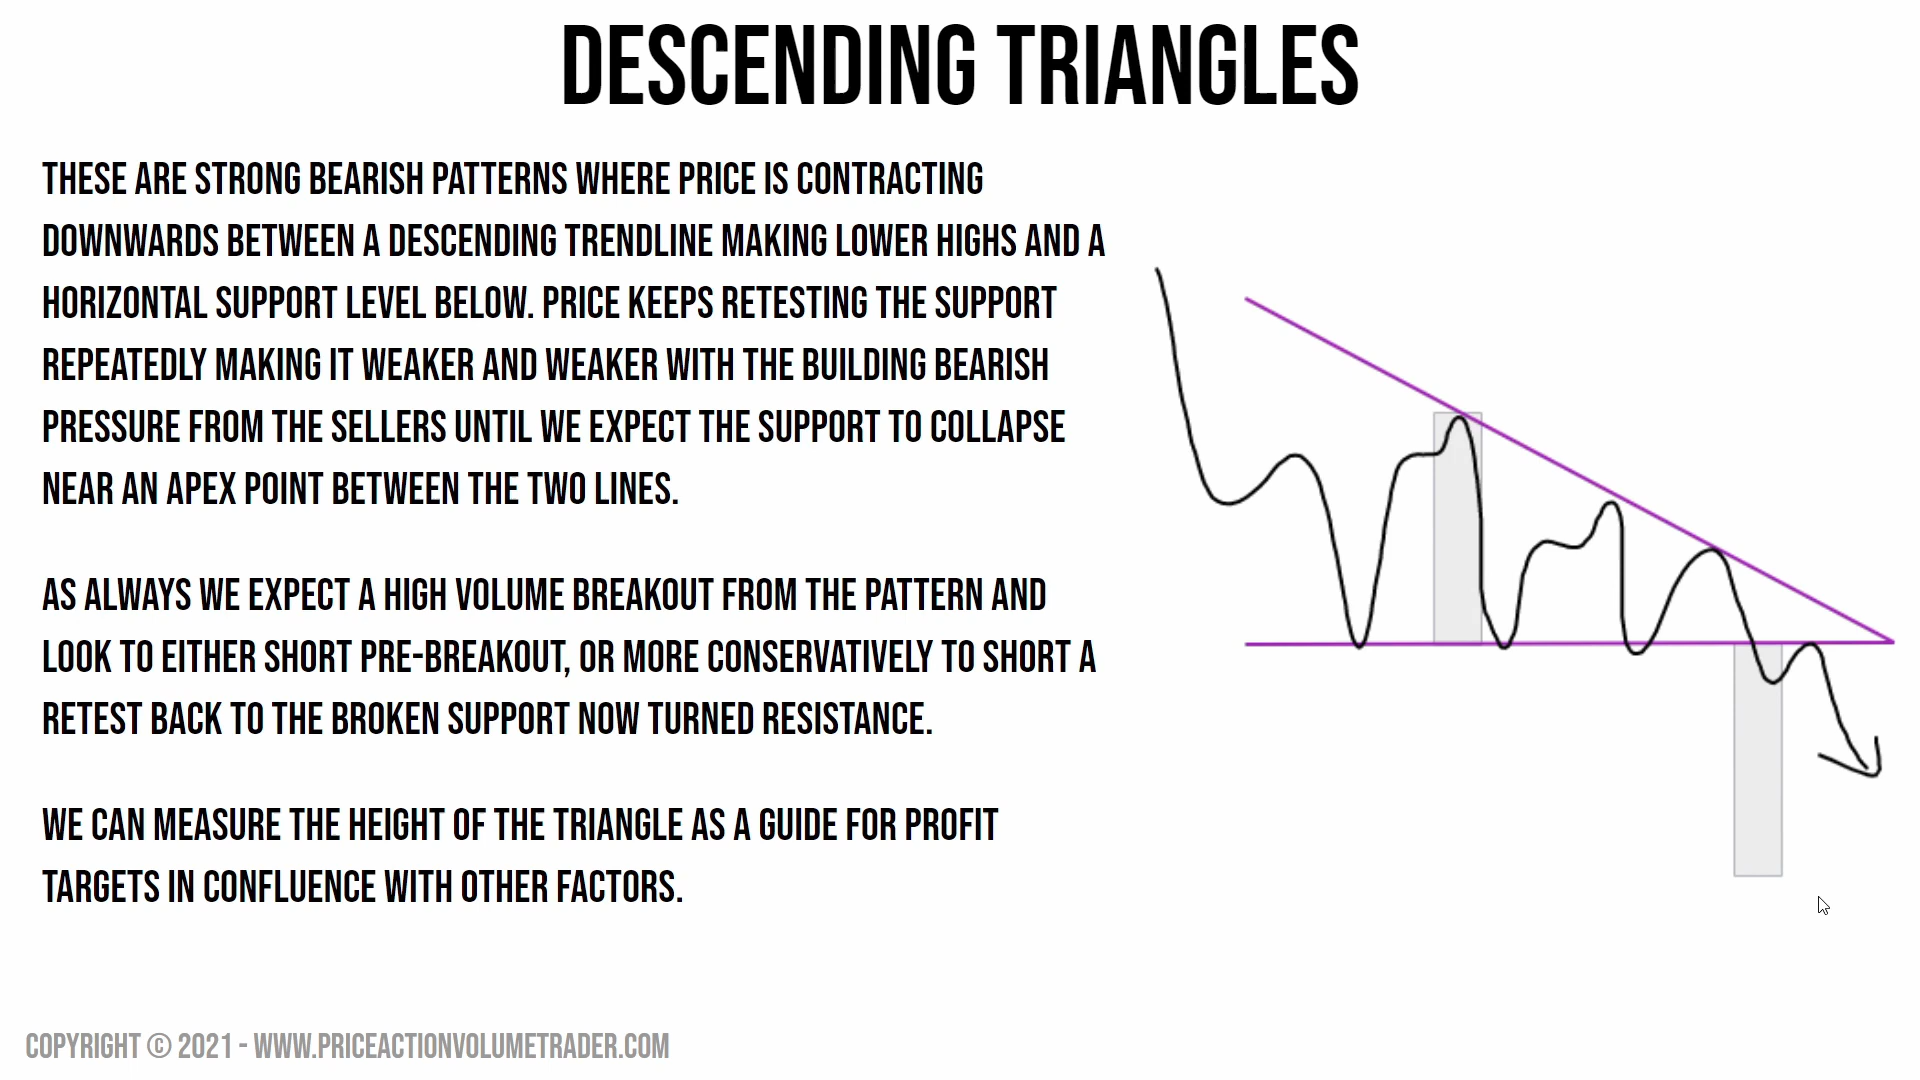 DESCENDING TRIANGLES
THESE ARE STRONG BEARISH PATTERNS WHERE PRICE IS CONTRACTING
DOWNWARDS BETWEEN A DESCENDING TRENDLINE MAKING LOWER HIGHS AND A
HORIZONTAL SUPPORT LEVEL BELOW. PRICE KEEPS RETESTING THE SUPPORT
REPEATEDLY MAKING IT WEAKER AND WEAKER WITH THE BUILDING BEARISH
PRESSURE FROM THE SELLERS UNTIL WE EXPECT THE SUPPORT TO COLLAPSE
NEAR AN APEX POINT BETWEEN THE TWO LINES.
AS ALWAYS WE EXPECT A HIGH VOLUME BREAKOUT FROM THE PATTERN AND
LOOK TO EITHER SHORT PRE-BREAKOUT, OR MORE CONSERVATIVELY TO SHORT A
RETEST BACK TO THE BROKEN SUPPORT NOW TURNED RESISTANCE.
WE CAN MEASURE THE HEIGHT OF THE TRIANGLE AS A GUIDE FOR PROFIT
TARGETS IN CONFLUENCE WITH OTHER FACTORS.
COPYRIGHT © 2021 - WWW.PRICEACTIONVOLUMETRADER.COM